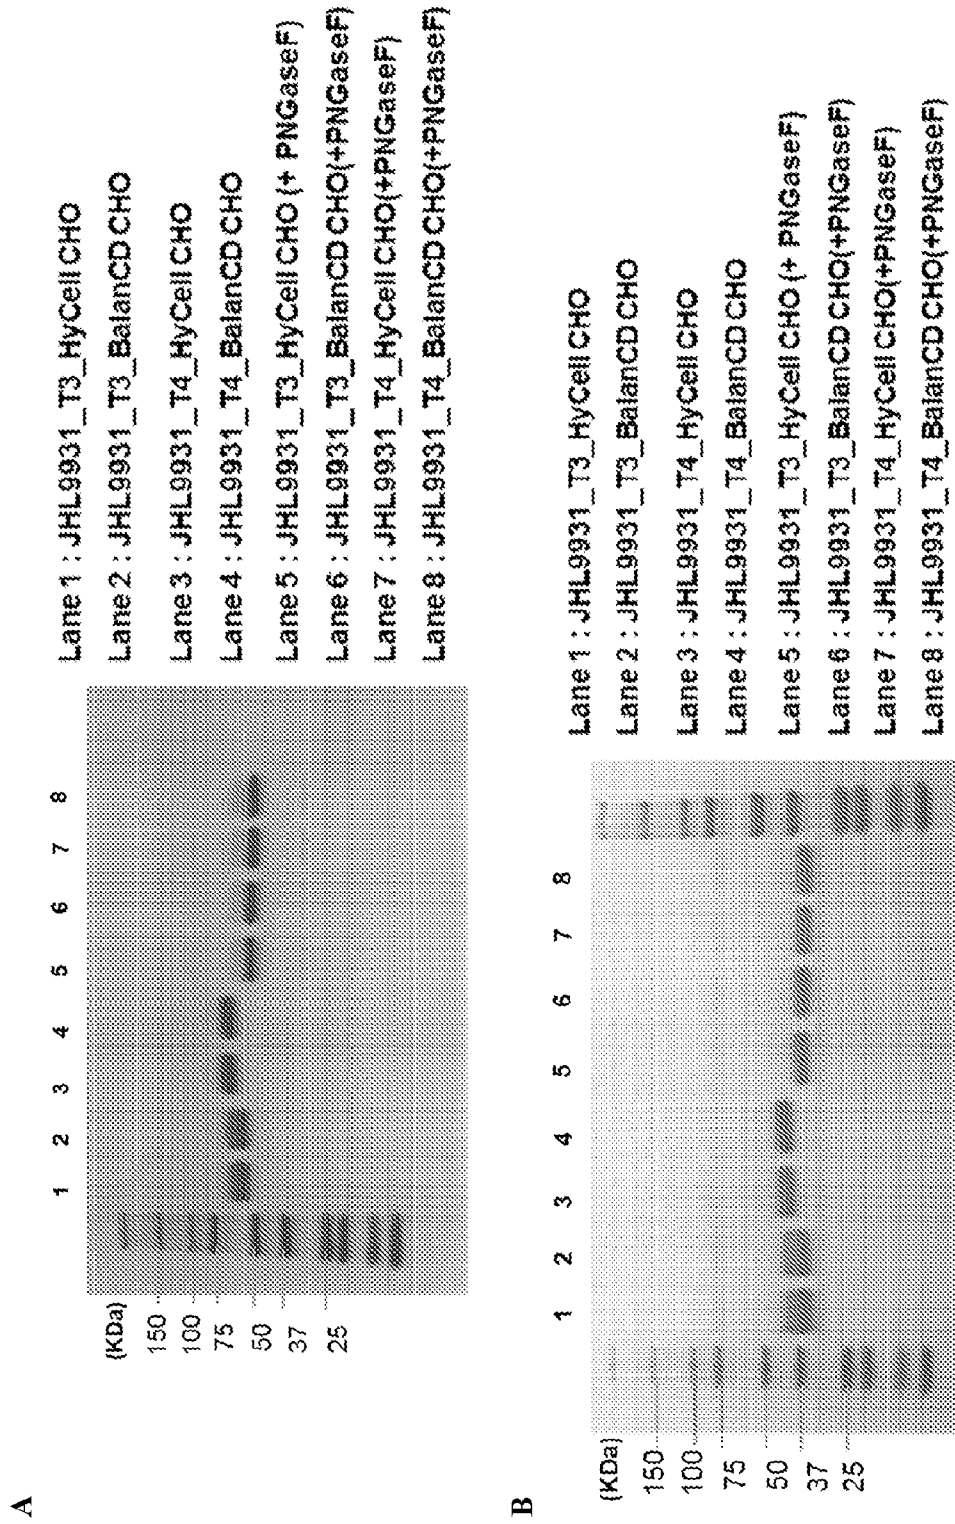 A
(KDa)
150
100
75
50
37
25
1 2 3 4 5 6 7 8
Lane 1 : JHL9931_T3_HyCell CHO
Lane 2 : JHL9931_T3_BalanCD CHO
Lane 3 : JHL9931_T4_HyCell CHO
Lane 4 : JHL9931_T4_BalanCD CHO
Lane 5 : JHL9931_T3_HyCell CHO (+ PNGaseF)
Lane 6 : JHL9931_T3_BalanCD CHO(+PNGaseF)
Lane 7 : JHL9931_T4_HyCell CHO(+PNGaseF)
Lane 8 : JHL9931_T4_BalanCD CHO(+PNGaseF)
B
(KDa)
150
100
75
50
37
25
1 2 3 4 5 6 7 8
Lane 1 : JHL9931_T3_HyCell CHO
Lane 2 : JHL9931_T3_BalanCD CHO
Lane 3 : JHL9931_T4_HyCell CHO
Lane 4 : JHL9931_T4_BalanCD CHO
Lane 5 : JHL9931_T3_HyCell CHO (+ PNGaseF)
Lane 6 : JHL9931_T3_BalanCD CHO(+PNGaseF)
Lane 7 : JHL9931_T4_HyCell CHO(+PNGaseF)
Lane 8 : JHL9931_T4_BalanCD CHO(+PNGaseF)